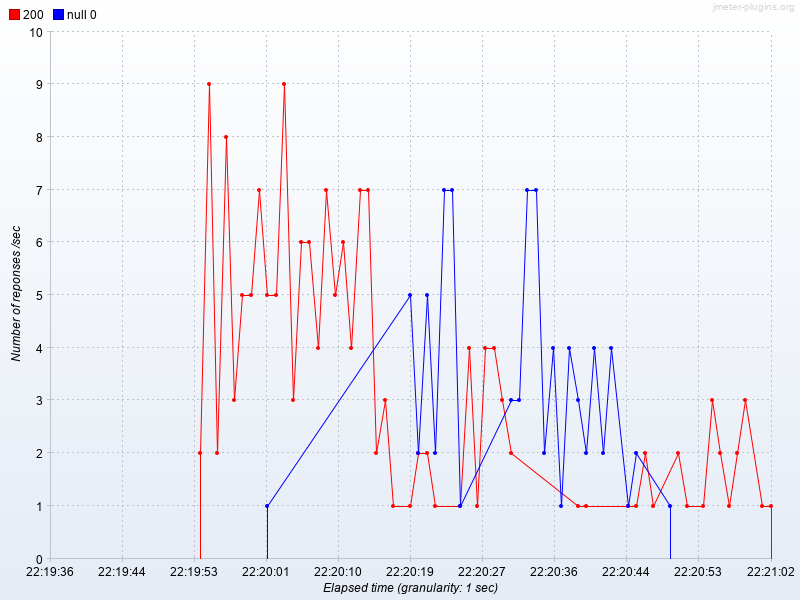 200 null 0
jmeter-plugins.org
10
9
8
7
6
5
4
3
2
1
0
Number of reponses /sec
22:19:36 22:19:44 22:19:53 22:20:01 22:20:10 22:20:19 22:20:27 22:20:36 22:20:44 22:20:53 22:21:02
Elapsed time (granularity: 1 sec)